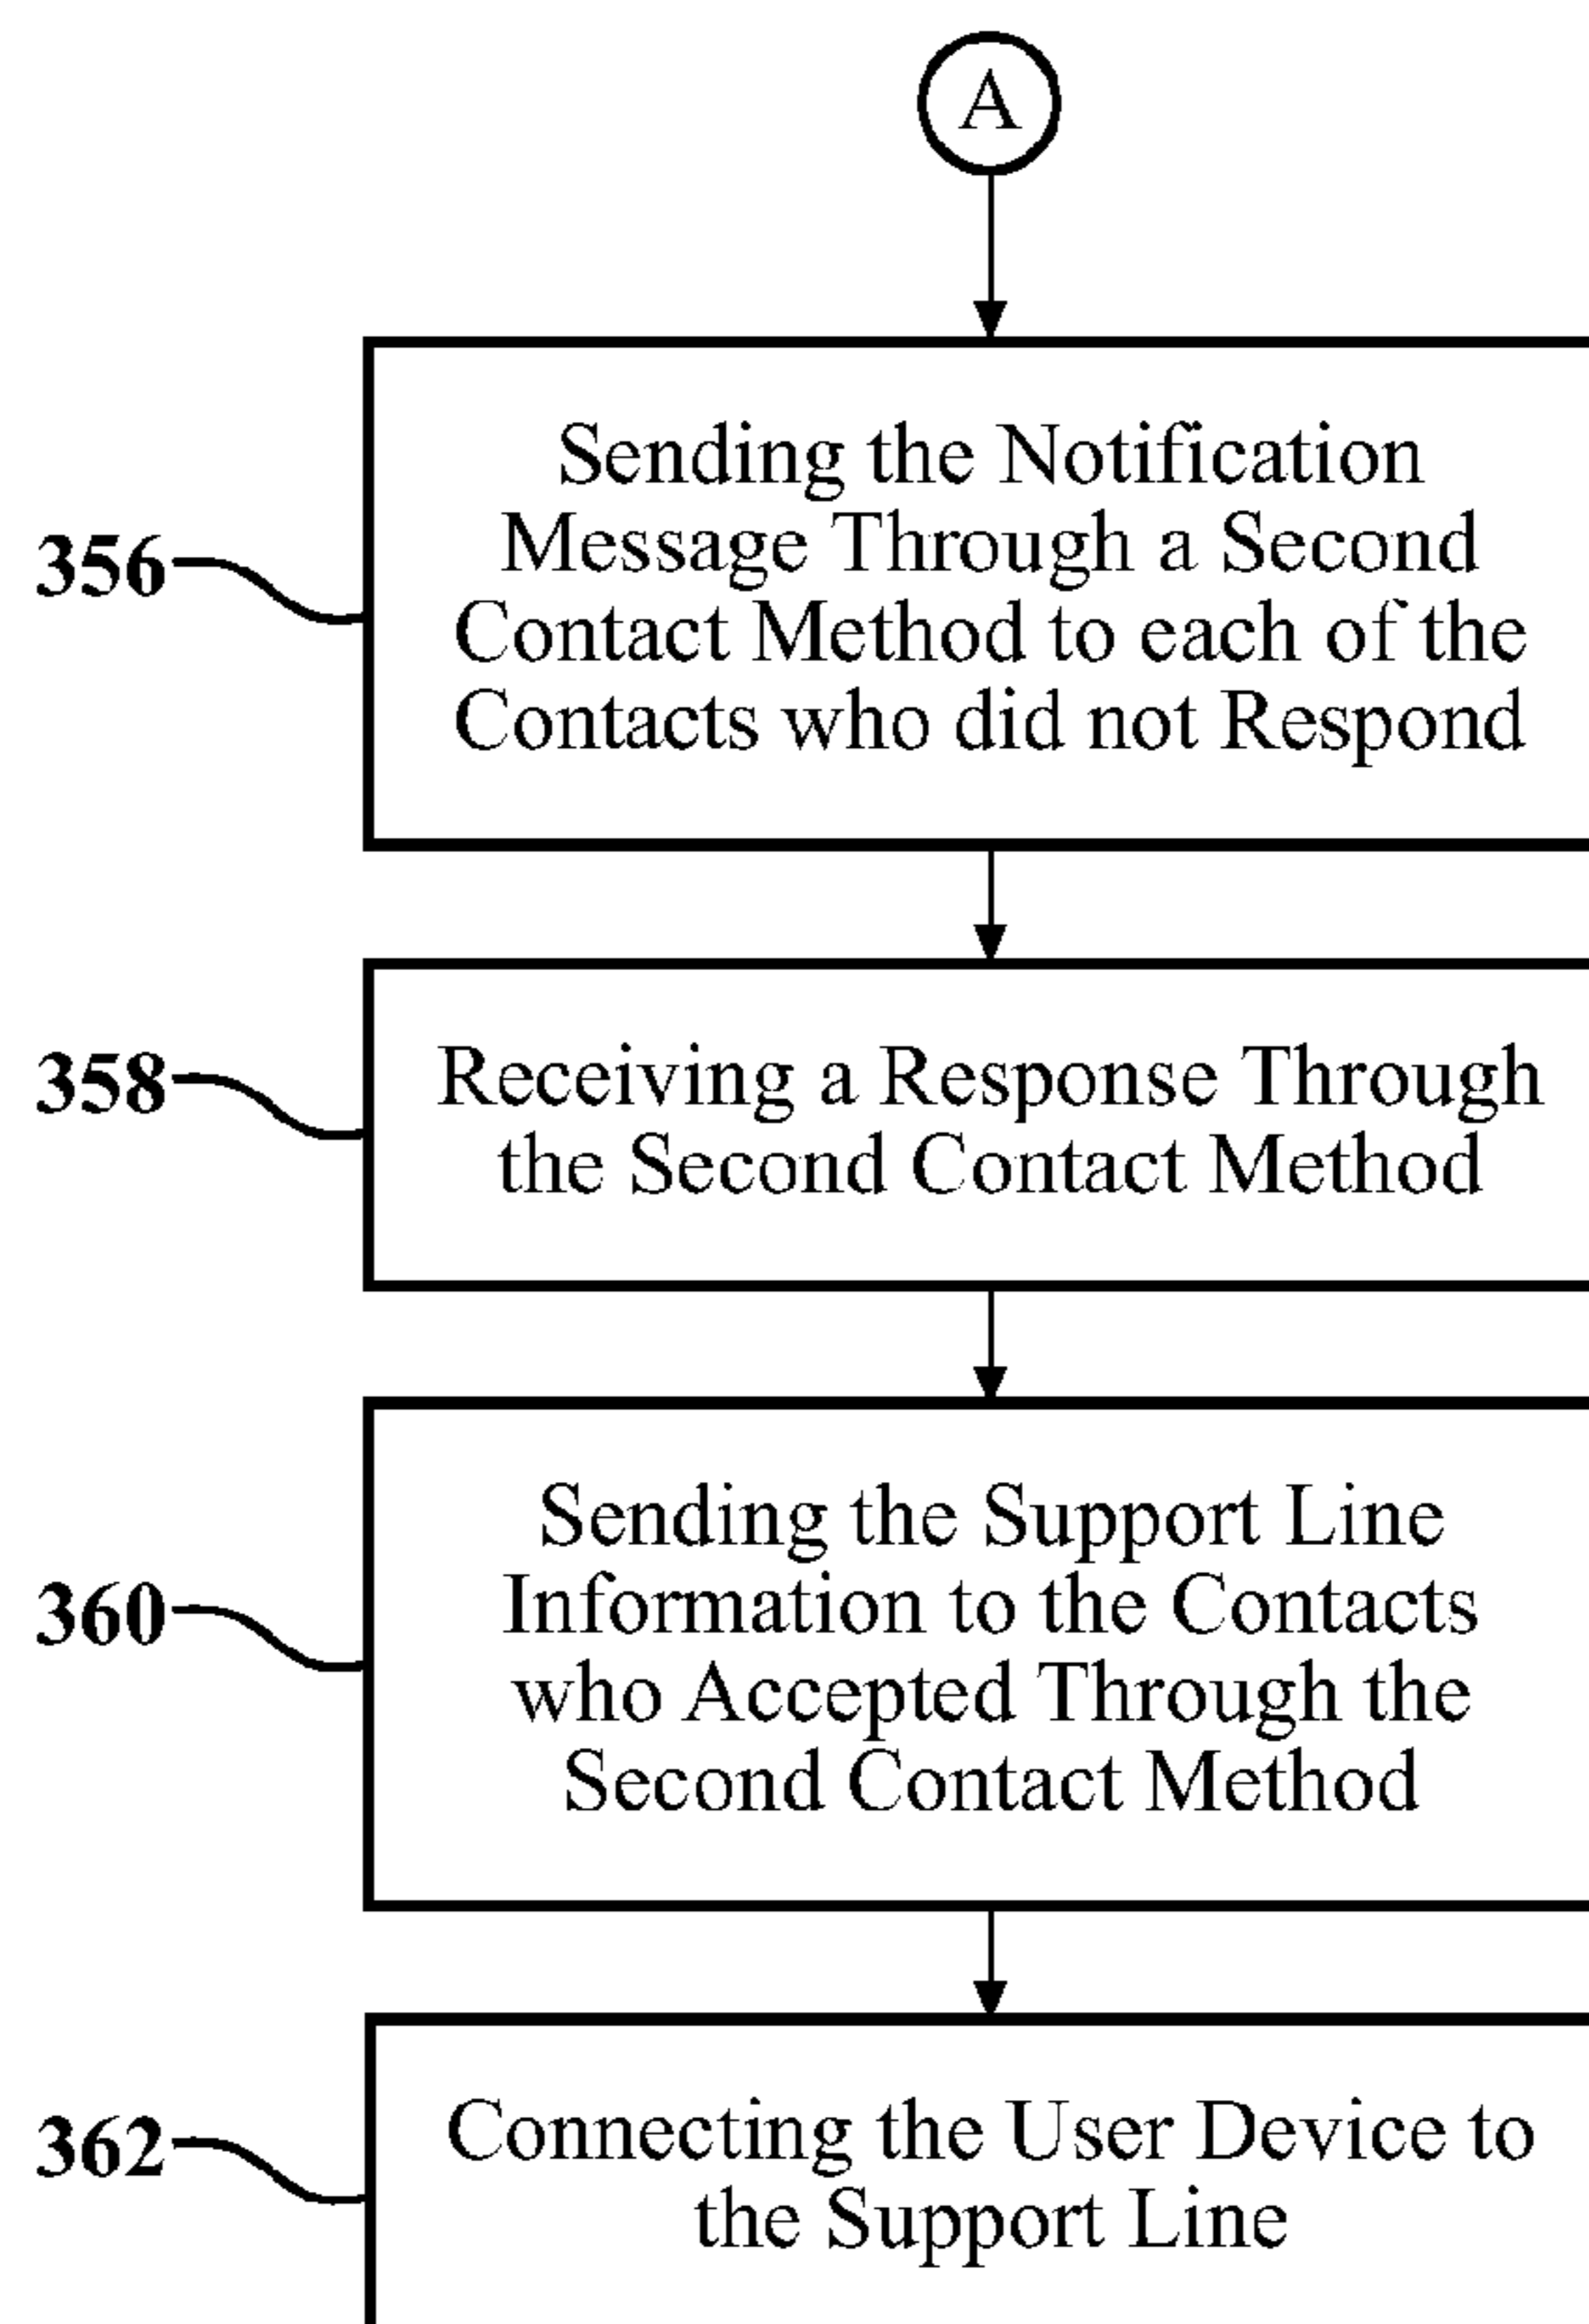 A
Sending the Notification
Message Through a Second
Contact Method to each of the
Contacts who did not Respond
356
Receiving a Response Through
the Second Contact Method
358
Sending the Support Line
Information to the Contacts
who Accepted Through the
Second Contact Method
360
Connecting the User Device to
the Support Line
362